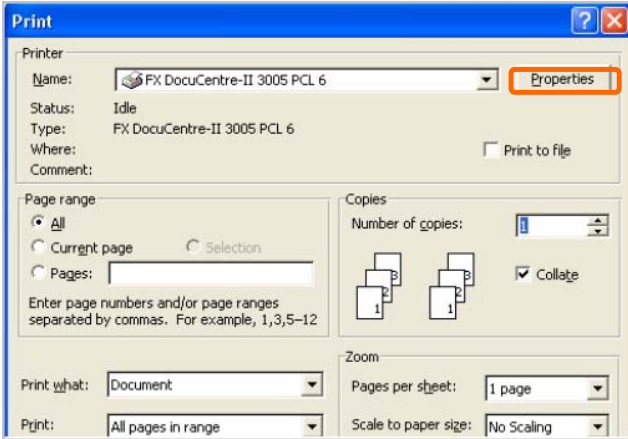 Print
Printer
Name: FX DocuCentre-II 3005 PCL 6 Properties
Status: Idle
Type: FX DocuCentre-II 3005 PCL 6
Where: Print to file
Comment:
Page range Copies
All Number of copies: 1
Current page Selection
Pages: Collate
Enter page numbers and/or page ranges
separated by commas. For example, 1,3,5–12
1 2 3 1 2 3
Zoom
Print what: Document Pages per sheet: 1 page
Print: All pages in range Scale to paper size: No Scaling